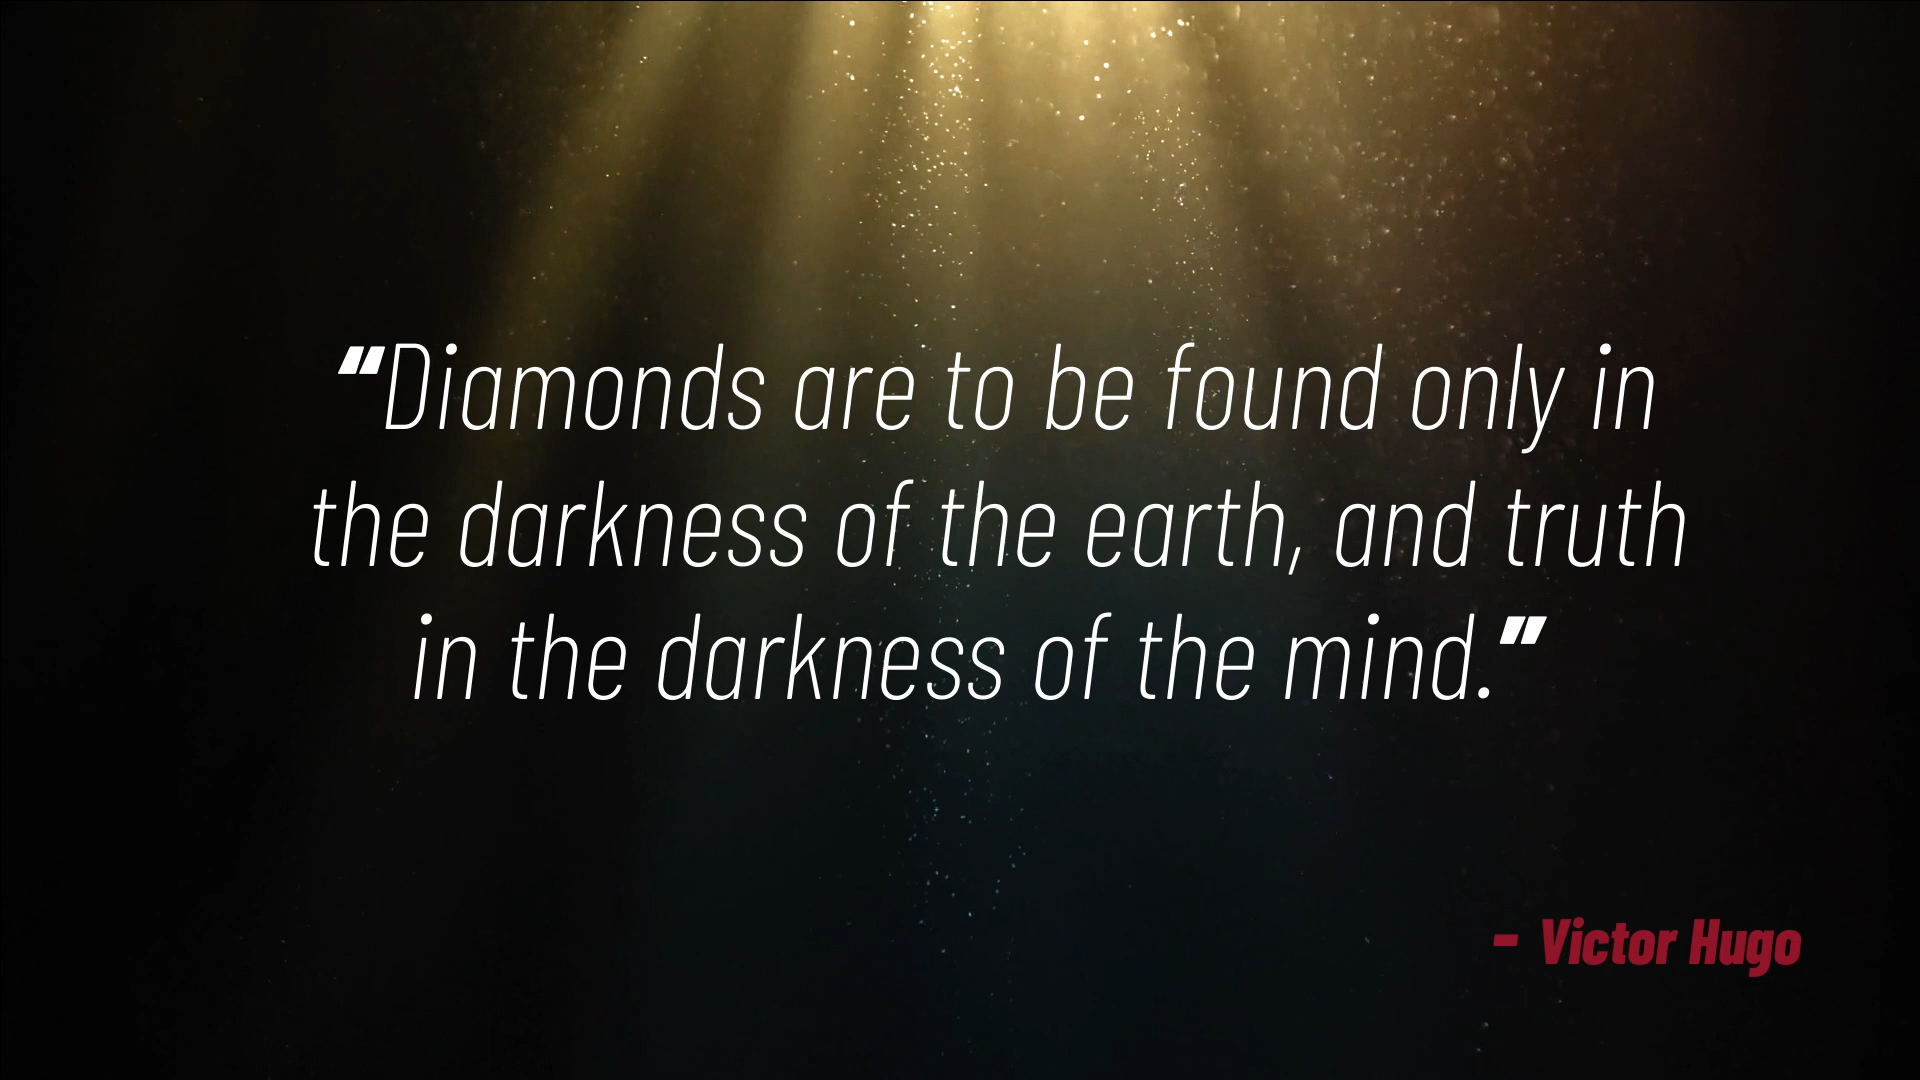 “Diamonds are to be found only in
the darkness of the earth, and truth
in the darkness of the mind.”
- Victor Hugo